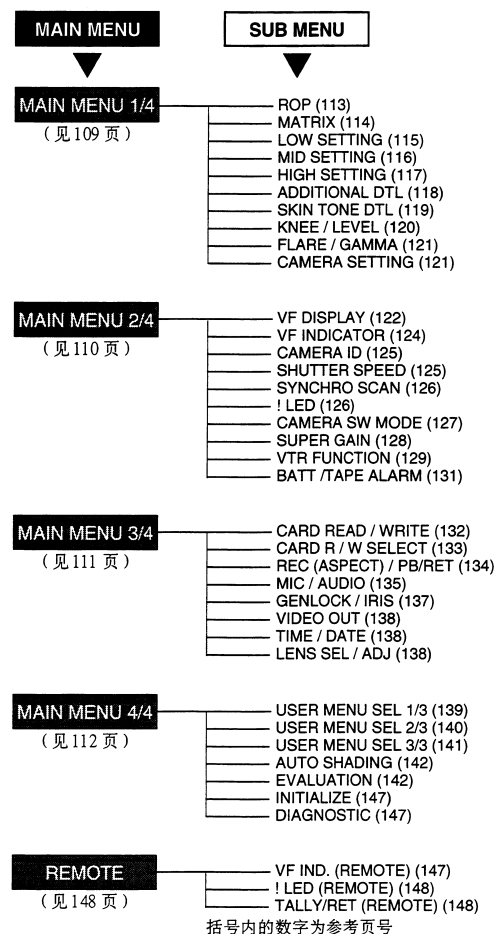 MAIN MENU
SUB MENU
MAIN MENU 1/4
(见109页)
ROP (113)
MATRIX (114)
LOW SETTING (115)
MID SETTING (116)
HIGH SETTING (117)
ADDITIONAL DTL (118)
SKIN TONE DTL (119)
KNEE / LEVEL (120)
FLARE / GAMMA (121)
CAMERA SETTING (121)
MAIN MENU 2/4
(见110页)
VF DISPLAY (122)
VF INDICATOR (124)
CAMERA ID (125)
SHUTTER SPEED (125)
SYNCHRO SCAN (126)
! LED (126)
CAMERA SW MODE (127)
SUPER GAIN (128)
VTR FUNCTION (129)
BATT /TAPE ALARM (131)
MAIN MENU 3/4
(见111页)
CARD READ / WRITE (132)
CARD R / W SELECT (133)
REC (ASPECT) / PB/RET (134)
MIC / AUDIO (135)
GENLOCK / IRIS (137)
VIDEO OUT (138)
TIME / DATE (138)
LENS SEL / ADJ (138)
MAIN MENU 4/4
(见112页)
USER MENU SEL 1/3 (139)
USER MENU SEL 2/3 (140)
USER MENU SEL 3/3 (141)
AUTO SHADING (142)
EVALUATION (142)
INITIALIZE (147)
DIAGNOSTIC (147)
REMOTE
(见148页)
VF IND. (REMOTE) (147)
! LED (REMOTE) (148)
TALLY/RET (REMOTE) (148)
括号内的数字为参考页号